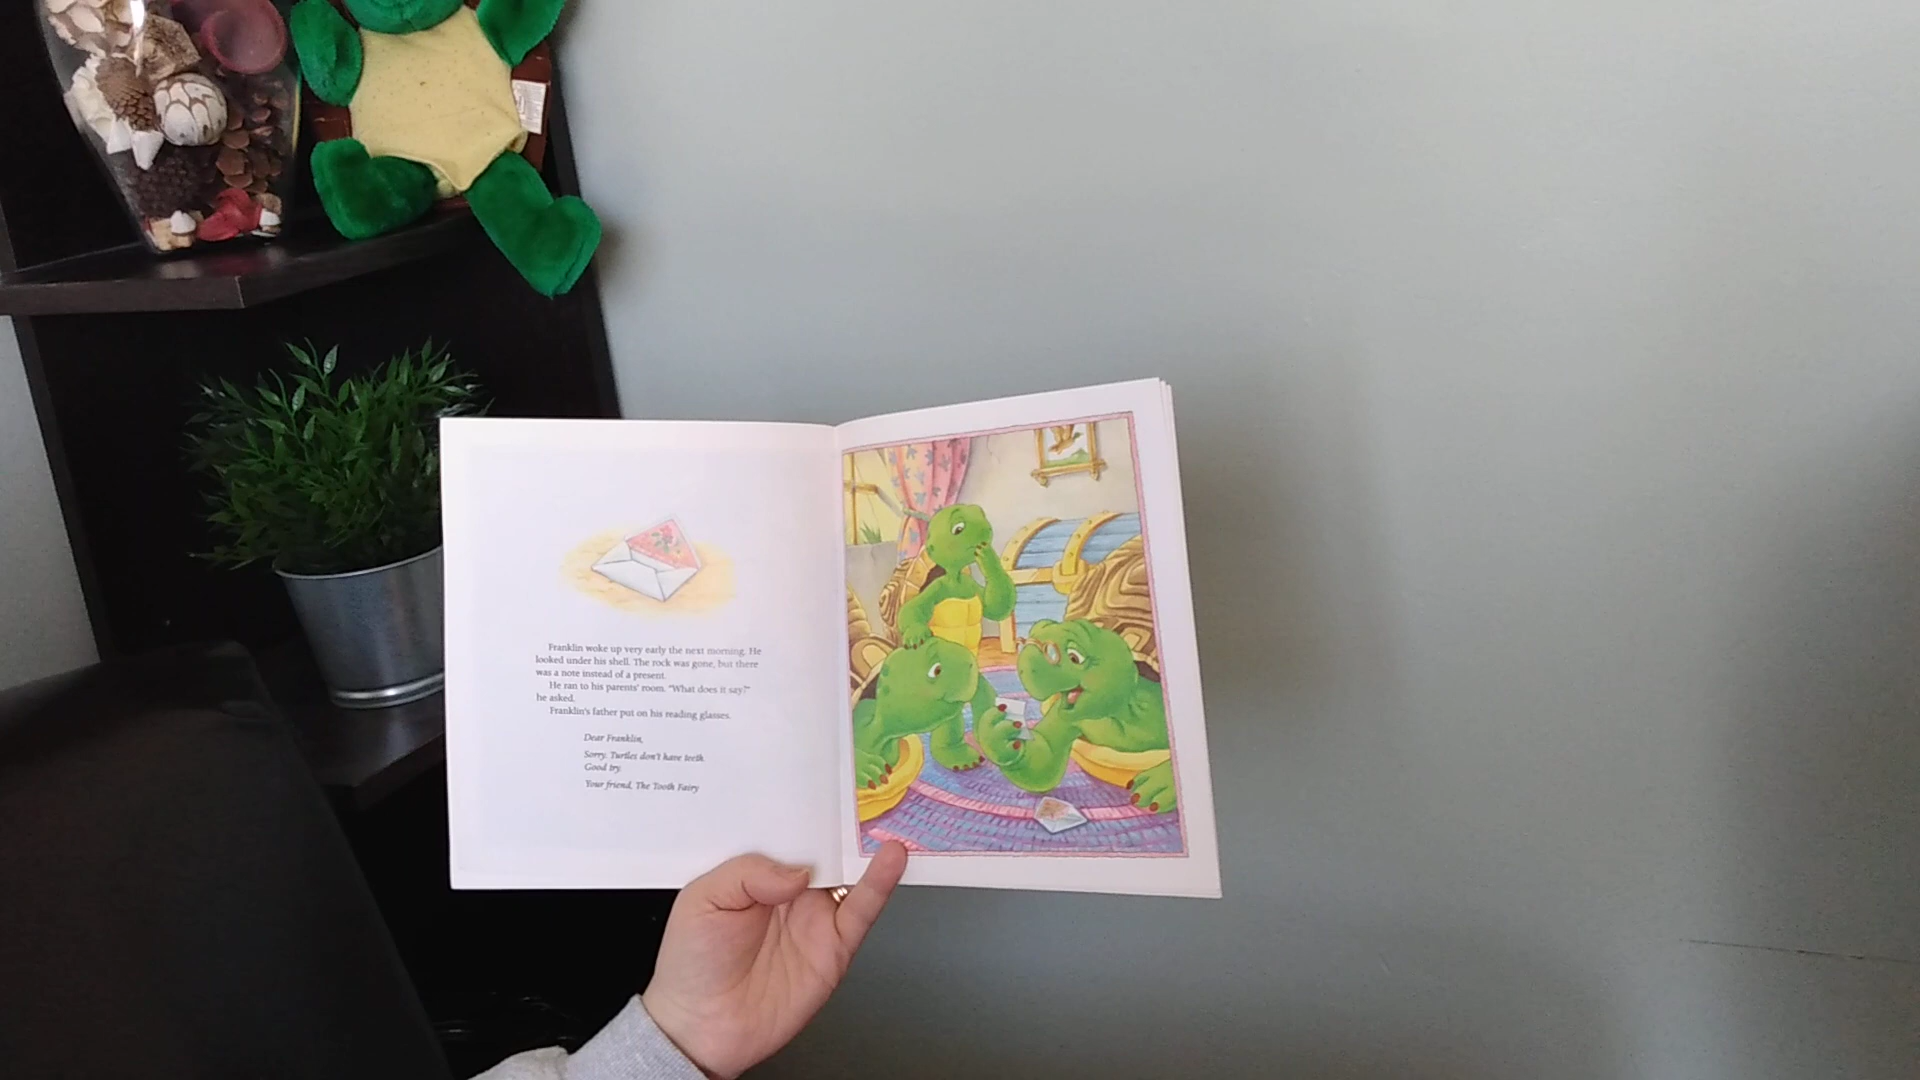 Franklin woke up very early the next morning. He
looked under his shell. The rock was gone, but there
was a note instead of a present.
He ran to his parents' room. "What does it say?"
he asked.
Franklin's father put on his reading glasses.
Dear Franklin,
Sorry. Turtles don't have teeth.
Good try.
Your friend, The Tooth Fairy